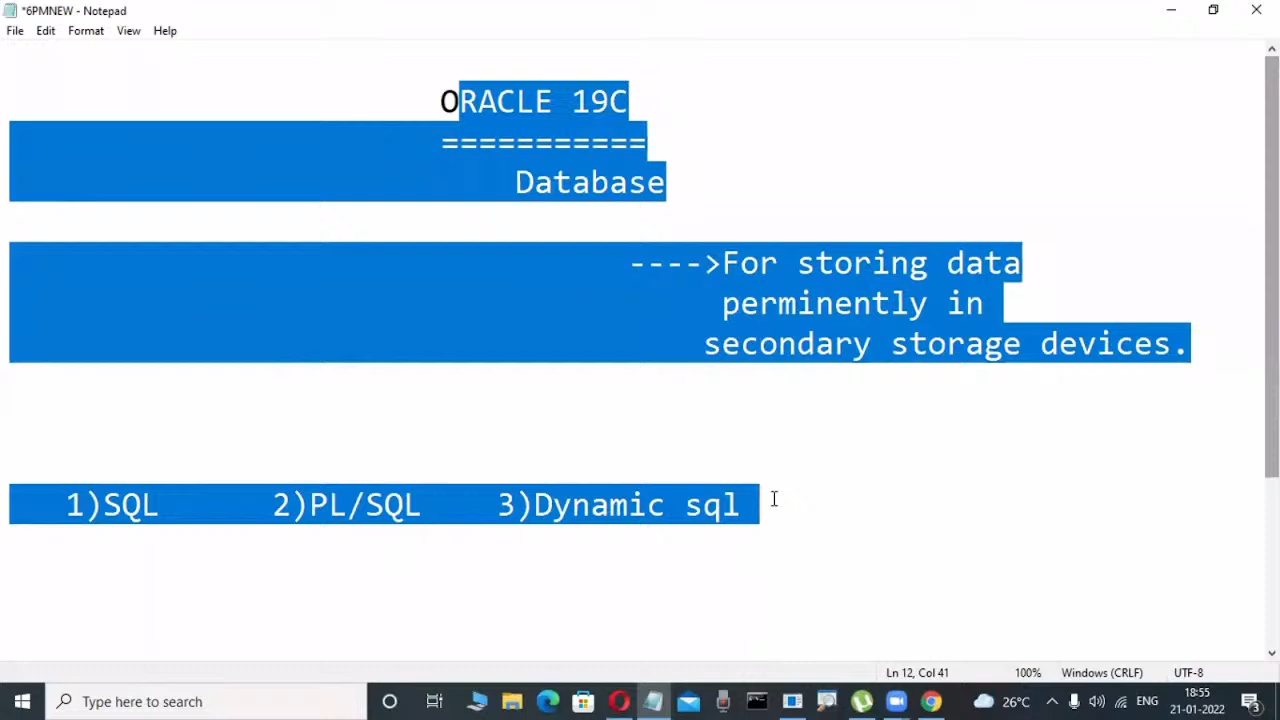 *6PMNEW - Notepad
File Edit Format View Help
ORACLE 19C
===========
Database
---->For storing data
perminently in
secondary storage devices.
1)SQL 2)PL/SQL 3)Dynamic sql
Ln 12, Col 41 100% Windows (CRLF) UTF-8
Type here to search 26°C ENG 18:55
21-01-2022 3